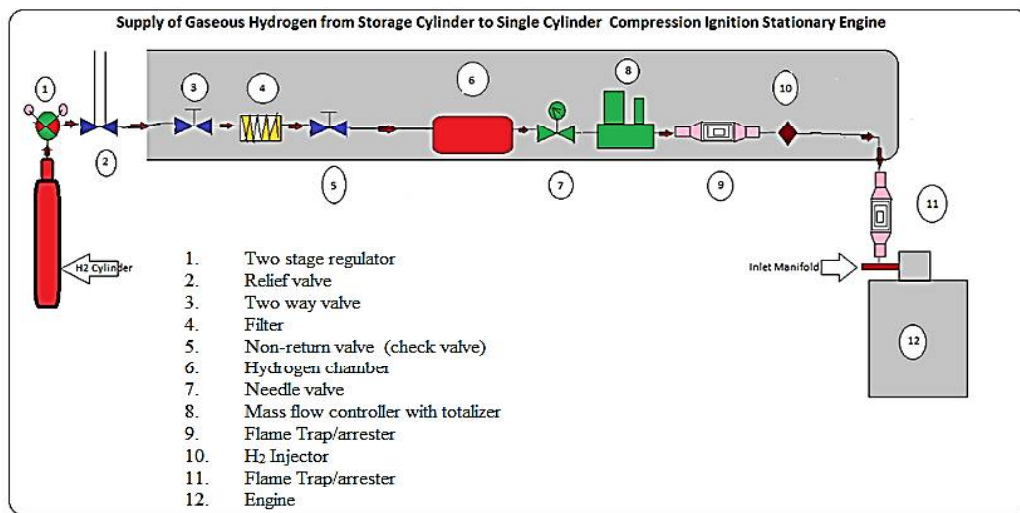 Supply of Gaseous Hydrogen from Storage Cylinder to Single Cylinder Compression Ignition Stationary Engine
1
2
3
4
5
6
7
8
9
10
11
12
H2 Cylinder
Inlet Manifold
1. Two stage regulator
2. Relief valve
3. Two way valve
4. Filter
5. Non-return valve (check valve)
6. Hydrogen chamber
7. Needle valve
8. Mass flow controller with totalizer
9. Flame Trap/arrester
10. H₂ Injector
11. Flame Trap/arrester
12. Engine